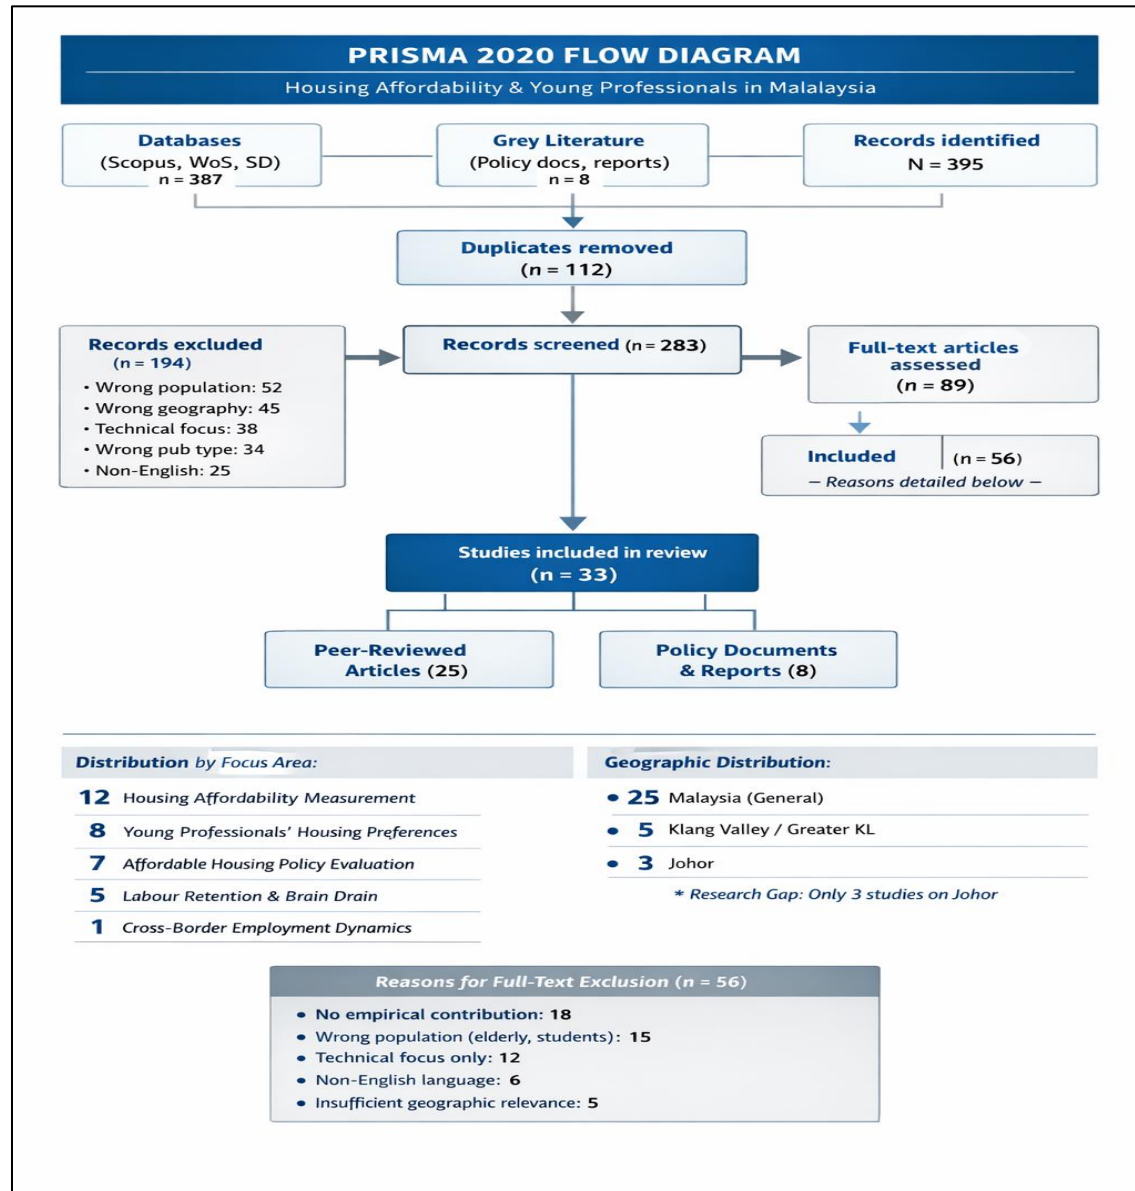 PRISMA 2020 FLOW DIAGRAM
Housing Affordability & Young Professionals in Malalaysia
Databases
(Scopus, WoS, SD)
n = 387
Grey Literature
(Policy docs, reports)
n = 8
Records identified
N = 395
Duplicates removed
(n = 112)
Records excluded
(n = 194)
• Wrong population: 52
• Wrong geography: 45
• Technical focus: 38
• Wrong pub type: 34
• Non-English: 25
Records screened (n = 283)
Full-text articles
assessed
(n = 89)
Included (n = 56)
– Reasons detailed below –
Studies included in review
(n = 33)
Peer-Reviewed
Articles (25)
Policy Documents
& Reports (8)
Distribution by Focus Area:
12 Housing Affordability Measurement
8 Young Professionals' Housing Preferences
7 Affordable Housing Policy Evaluation
5 Labour Retention & Brain Drain
1 Cross-Border Employment Dynamics
Geographic Distribution:
• 25 Malaysia (General)
• 5 Klang Valley / Greater KL
• 3 Johor
* Research Gap: Only 3 studies on Johor
Reasons for Full-Text Exclusion (n = 56)
• No empirical contribution: 18
• Wrong population (elderly, students): 15
• Technical focus only: 12
• Non-English language: 6
• Insufficient geographic relevance: 5